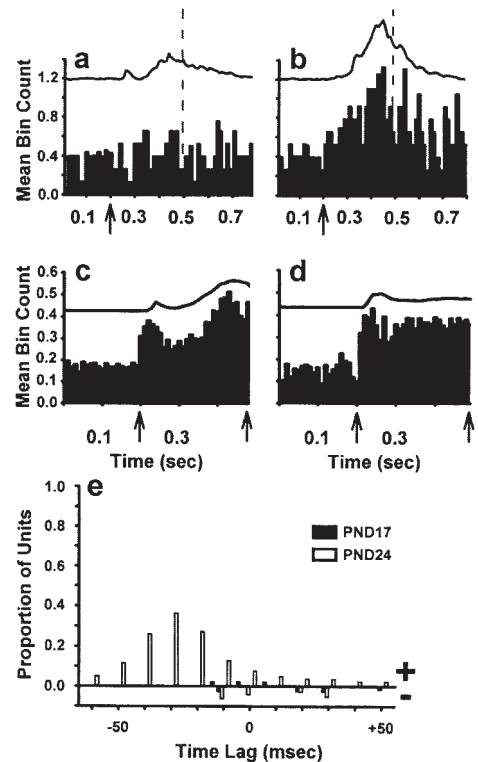 a b
Mean Bin Count
1.2
0.8
0.4
0.0
0.1 0.3 0.5 0.7 0.1 0.3 0.5 0.7
c d
Mean Bin Count
0.6
0.5
0.4
0.3
0.2
0.1
0.0
0.1 0.3 0.1 0.3
Time (sec) Time (sec)
e
Proportion of Units
1.0
0.8
0.6
0.4
0.2
0.0
PND17
PND24
+
-
-50 0 +50
Time Lag (msec)